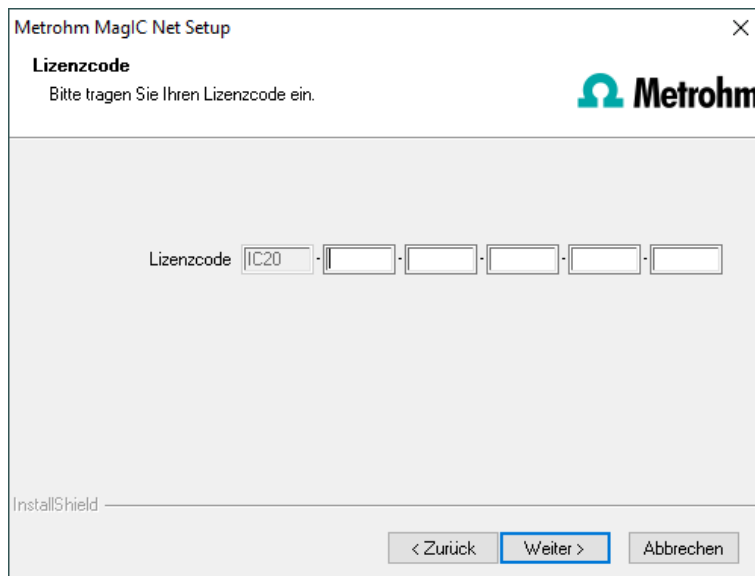 Metrohm MagIC Net Setup
Lizenzcode
Bitte tragen Sie Ihren Lizenzcode ein.
Metrohm
Lizenzcode IC20 - - - - -
InstallShield
< Zurück Weiter > Abbrechen